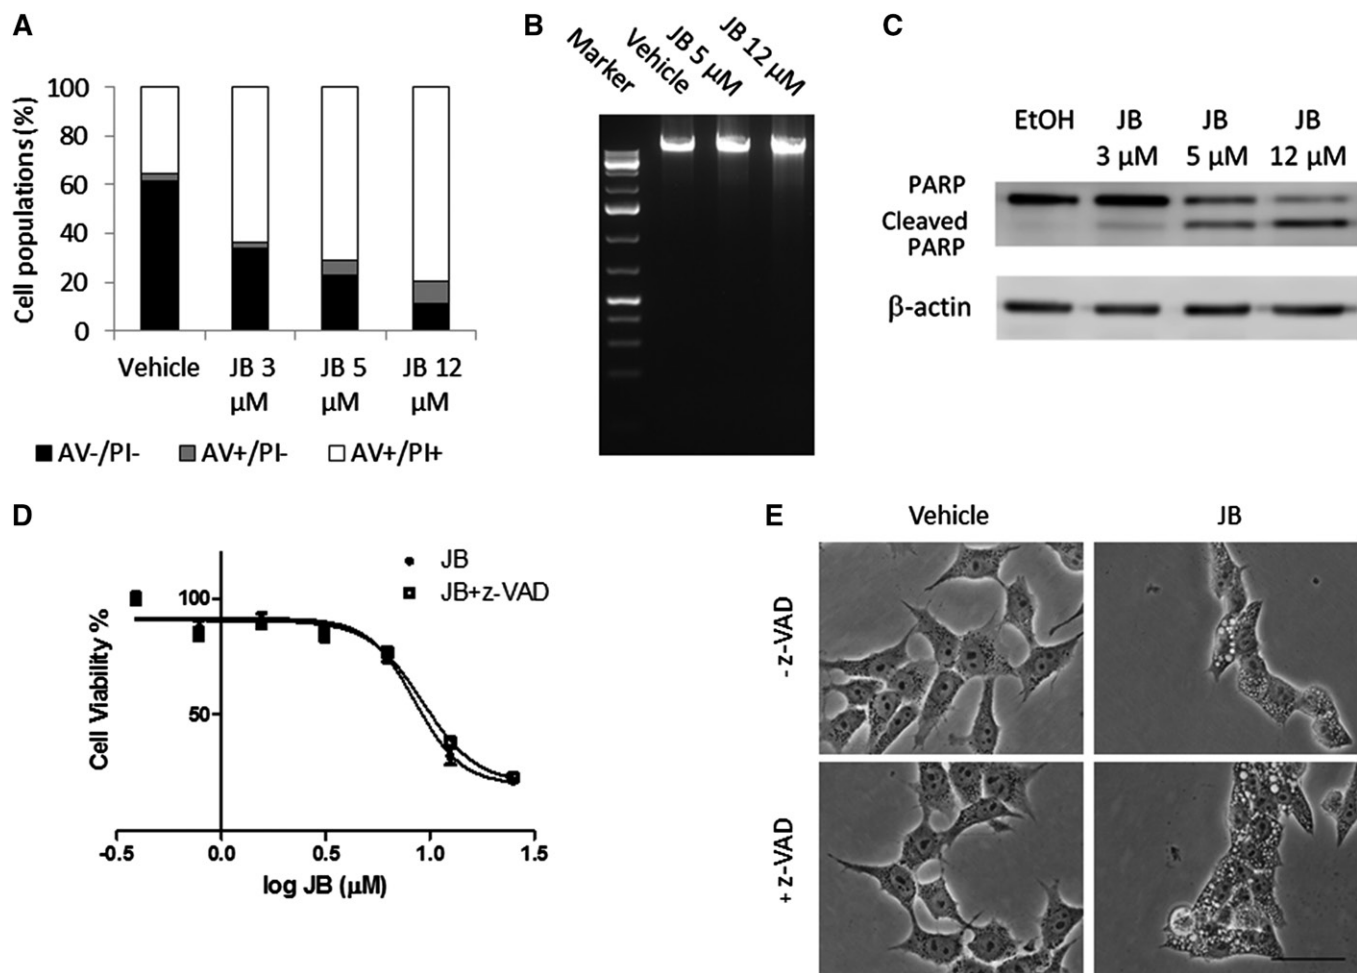 A
Cell populations (%)
100
80
60
40
20
0
Vehicle
JB 3
µM
JB 5
µM
JB 12
µM
AV-/PI-
AV+/PI-
AV+/PI+
B
Marker
Vehicle
JB 5 µM
JB 12 µM
C
EtOH
JB
3 µM
JB
5 µM
JB
12 µM
PARP
Cleaved
PARP
β-actin
D
Cell Viability %
100
50
JB
JB+z-VAD
-0.5
0.0
0.5
1.0
1.5
log JB (µM)
E
Vehicle
JB
- z-VAD
+ z-VAD